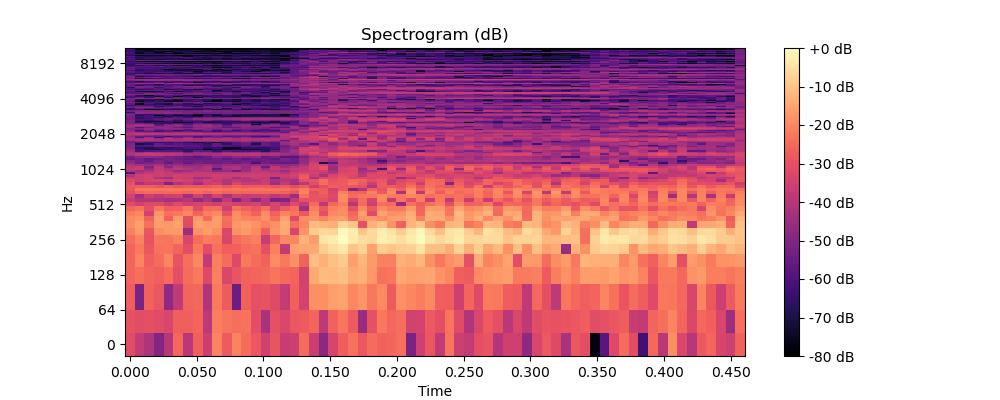 Spectrogram (dB)
Hz
8192
4096
2048
1024
512
256
128
64
0
0.000 0.050 0.100 0.150 0.200 0.250 0.300 0.350 0.400 0.450
Time
+0 dB
-10 dB
-20 dB
-30 dB
-40 dB
-50 dB
-60 dB
-70 dB
-80 dB